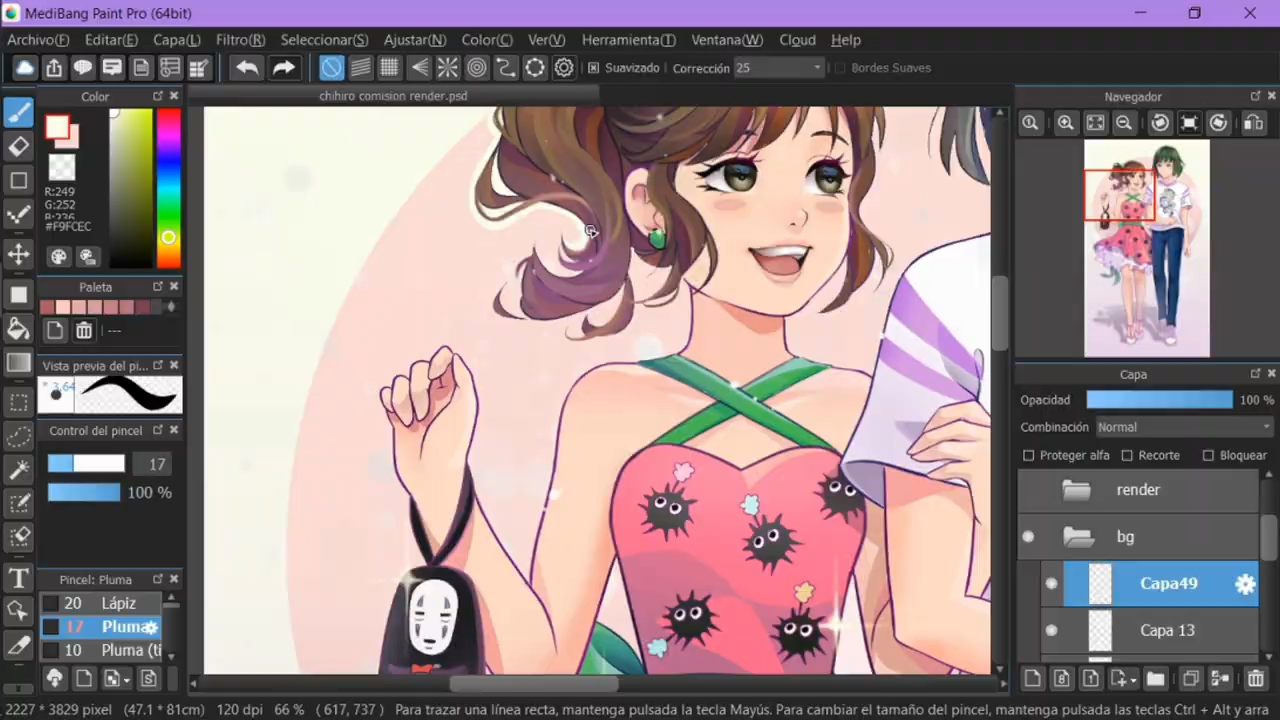 MediBang Paint Pro (64bit)
Archivo(F) Editar(E) Capa(L) Filtro(R) Seleccionar(S) Ajustar(N) Color(C) Ver(V) Herramienta(T) Ventana(W) Cloud Help
Suavizado Corrección 25 Bordes Suaves
Color
chihiro comision render.psd
Navegador
R:249
G:252
B:236
#F9FCEC
Paleta
---
Vista previa del pi...
3.64
Control del pincel
17
100 %
Pincel: Pluma
20 Lápiz
17 Pluma
10 Pluma (ti
Capa
Opacidad 100 %
Combinación Normal
Proteger alfa Recorte Bloquear
render
bg
Capa49
Capa 13
2227 * 3829 pixel (47.1 * 81cm) 120 dpi 66 % ( 617, 737 ) Para trazar una línea recta, mantenga pulsada la tecla Mayús. Para cambiar el tamaño del pincel, mantenga pulsadas las teclas Ctrl + Alt y arra